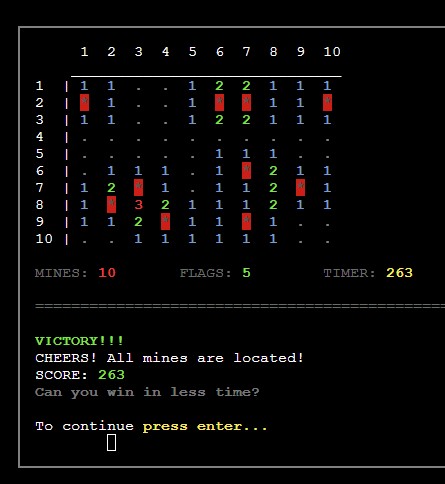 1 2 3 4 5 6 7 8 9 10
1 | 1 1 . . 1 2 2 1 1 1
2 | 1 . . 1 1
3 | 1 1 . . 1 2 2 1 1 1
4 | . . . . . . . . . .
5 | . . . . . 1 1 1 . .
6 | . 1 1 1 . 1 2 1 1
7 | 1 2 1 . 1 1 2 1
8 | 1 3 2 1 1 1 2 1 1
9 | 1 1 2 1 1 . .
10 | . . 1 1 1 1 1 1 . .
MINES: 10 FLAGS: 5 TIMER: 263
VICTORY!!!
CHEERS! All mines are located!
SCORE: 263
Can you win in less time?
To continue press enter...